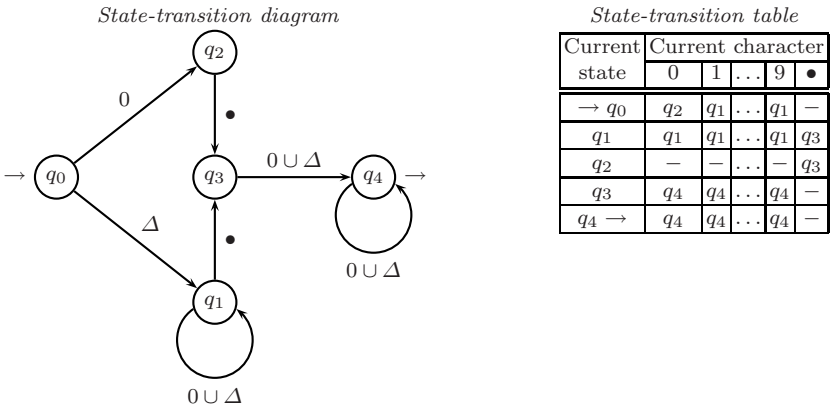 State-transition diagram
q2
0
•
→ q0
q3
0 ∪ Δ
q4 →
Δ
•
0 ∪ Δ
q1
0 ∪ Δ
State-transition table
Current Current character
state 0 1 ... 9 •
→ q0 q2 q1 ... q1 −
q1 q1 q1 ... q1 q3
q2 − − ... − q3
q3 q4 q4 ... q4 −
q4 → q4 q4 ... q4 −